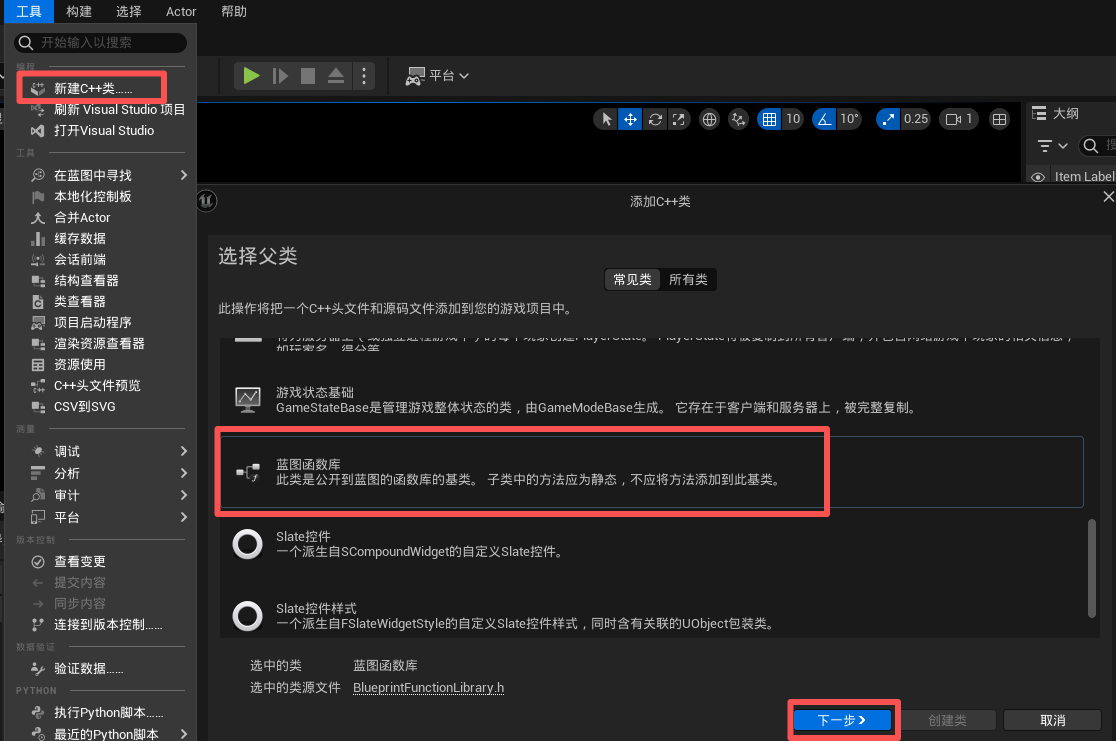 工具 构建 选择 Actor 帮助
开始输入以搜索
编程
新建C++类......
刷新 Visual Studio 项目
打开Visual Studio
工具
在蓝图中寻找
本地化控制板
合并Actor
缓存数据
会话前端
结构查看器
类查看器
项目启动程序
渲染资源查看器
资源使用
C++头文件预览
CSV到SVG
测量
调试
分析
审计
平台
版本控制
查看变更
提交内容
同步内容
连接到版本控制......
数据验证
验证数据......
PYTHON
执行Python脚本......
最近的Python脚本
平台
10 10° 0.25 1
大纲
Item Label
添加C++类
选择父类
常见类 所有类
此操作将把一个C++头文件和源码文件添加到您的游戏项目中。
游戏状态基础
GameStateBase是管理游戏整体状态的类，由GameModeBase生成。 它存在于客户端和服务器上，被完整复制。
蓝图函数库
此类是公开到蓝图的函数库的基类。 子类中的方法应为静态，不应将方法添加到此基类。
Slate控件
一个派生自SCompoundWidget的自定义Slate控件。
Slate控件样式
一个派生自FSlateWidgetStyle的自定义Slate控件样式，同时含有关联的UObject包装类。
选中的类 蓝图函数库
选中的类源文件 BlueprintFunctionLibrary.h
下一步 创建类 取消